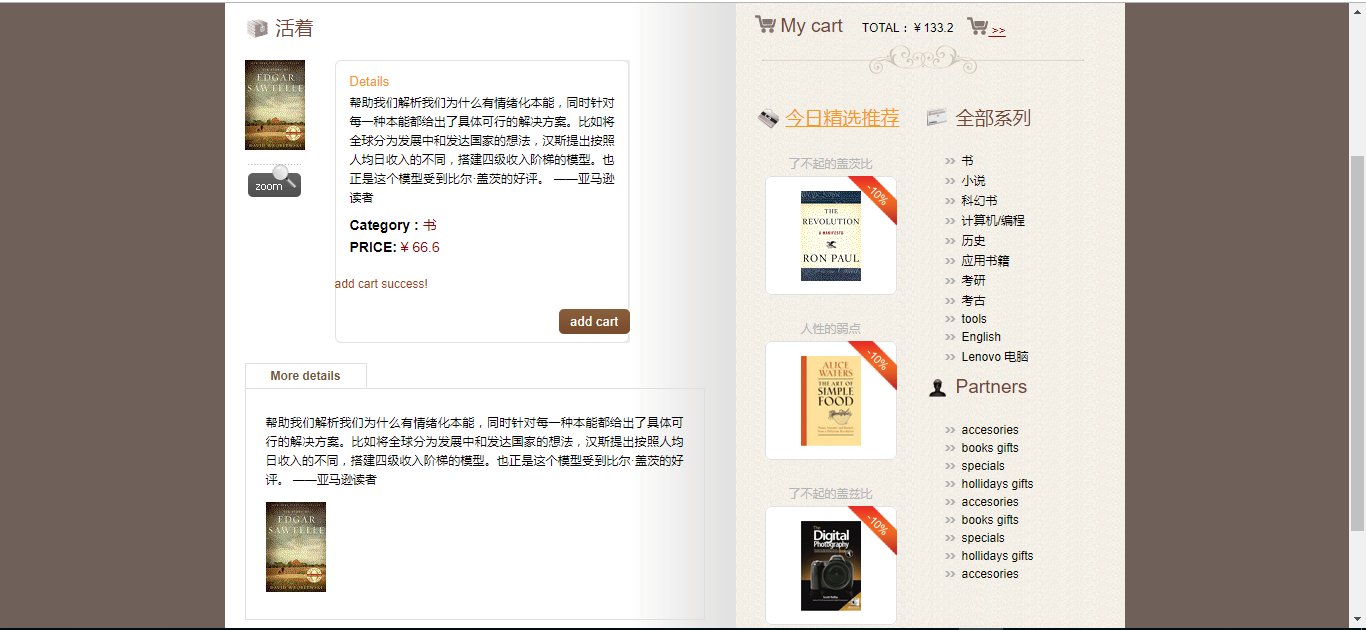 活着
EDGAR
SAWTELLE
DAVID WROBLEWSKI
zoom
Details
帮助我们解析我们为什么有情绪化本能，同时针对
每一种本能都给出了具体可行的解决方案。比如将
全球分为发展中和发达国家的想法，汉斯提出按照
人均日收入的不同，搭建四级收入阶梯的模型。也
正是这个模型受到比尔·盖茨的好评。 ——亚马逊
读者
Category：书
PRICE: ¥ 66.6
add cart success!
add cart
More details
帮助我们解析我们为什么有情绪化本能，同时针对每一种本能都给出了具体可
行的解决方案。比如将全球分为发展中和发达国家的想法，汉斯提出按照人均
日收入的不同，搭建四级收入阶梯的模型。也正是这个模型受到比尔·盖茨的好
评。 ——亚马逊读者
EDGAR
SAWTELLE
DAVID WROBLEWSKI
My cart
TOTAL：¥ 133.2
>>
今日精选推荐
了不起的盖茨比
-10%
THE
REVOLUTION
A MANIFESTO
RON PAUL
人性的弱点
-10%
ALICE
WATERS
THE ART OF
SIMPLE
FOOD
了不起的盖兹比
-10%
The
Digital
Photography
Scott Kelby
全部系列
书
小说
科幻书
计算机/编程
历史
应用书籍
考研
考古
tools
English
Lenovo 电脑
Partners
accesories
books gifts
specials
hollidays gifts
accesories
books gifts
specials
hollidays gifts
accesories